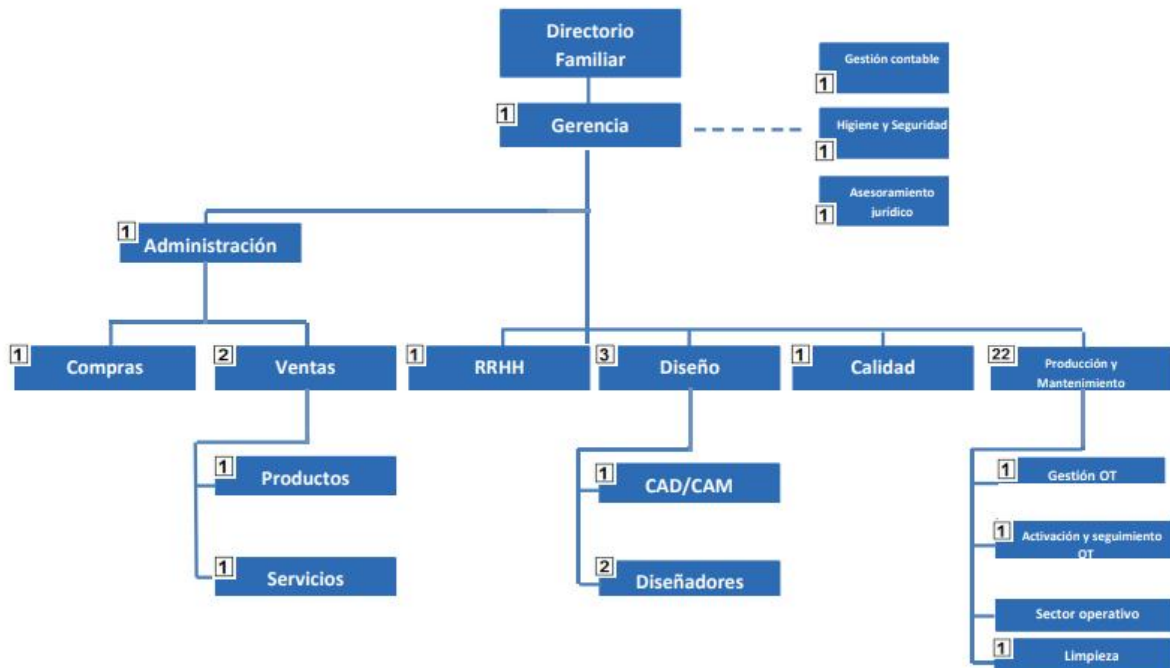 Directorio
Familiar
1
Gerencia
Gestión contable
1
Higiene y Seguridad
1
Asesoramiento
jurídico
1
1
Administración
1
Compras
2
Ventas
1
RRHH
3
Diseño
1
Calidad
22
Producción y
Mantenimiento
1
Productos
1
Servicios
1
CAD/CAM
2
Diseñadores
1
Gestión OT
1
Activación y seguimiento
OT
Sector operativo
1
Limpieza